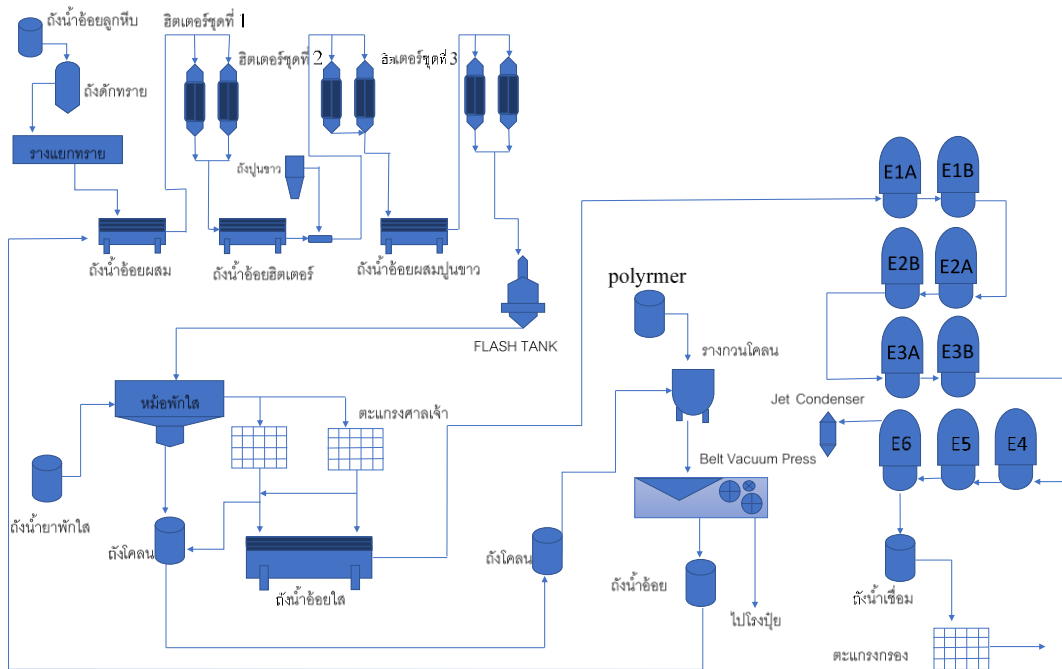 ถังน้ำอ้อยลูกหีบ
ฮิตเตอร์ชุดที่ 1
ฮิตเตอร์ชุดที่ 2
ฮิตเตอร์ชุดที่ 3
ถังดักทราย
รางแยกทราย
ถังปูนขาว
ถังน้ำอ้อยผสม
ถังน้ำอ้อยฮิตเตอร์
ถังน้ำอ้อยผสมปูนขาว
E1A
E1B
E2B
E2A
polyrmer
FLASH TANK
รางกวนโคลน
E3A
E3B
หม้อพักใส
ตะแกรงศาลเจ้า
Jet Condenser
E6
E5
E4
Belt Vacuum Press
ถังน้ำยาพักใส
ถังโคลน
ถังโคลน
ถังน้ำอ้อยใส
ถังน้ำอ้อย
ไปโรงปุ๋ย
ถังน้ำเชื่อม
ตะแกรงกรอง